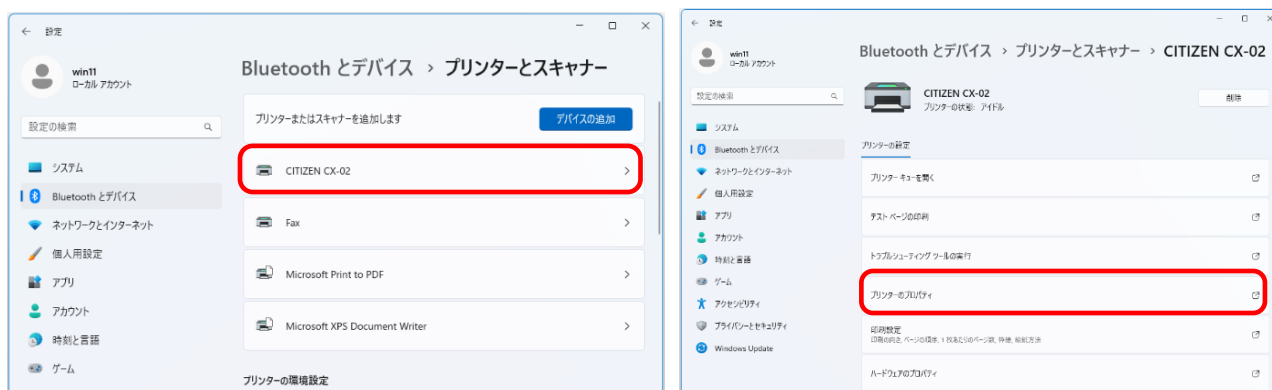 設定
win11
ローカル アカウント
設定の検索
システム
Bluetooth とデバイス
ネットワークとインターネット
個人用設定
アプリ
アカウント
時刻と言語
ゲーム
Bluetooth とデバイス › プリンターとスキャナー
プリンターまたはスキャナーを追加します
デバイスの追加
CITIZEN CX-02
Fax
Microsoft Print to PDF
Microsoft XPS Document Writer
プリンターの環境設定
設定
win11
ローカル アカウント
設定の検索
システム
Bluetooth とデバイス
ネットワークとインターネット
個人用設定
アプリ
アカウント
時刻と言語
ゲーム
アクセシビリティ
プライバシーとセキュリティ
Windows Update
Bluetooth とデバイス › プリンターとスキャナー › CITIZEN CX-02
CITIZEN CX-02
プリンターの状態: アイドル
削除
プリンターの設定
プリンター キューを開く
テスト ページの印刷
トラブルシューティング ツールの実行
プリンターのプロパティ
印刷設定
印刷の向き, ページの順序, 1 枚あたりのページ数, 枠線, 給紙方法
ハードウェアのプロパティ